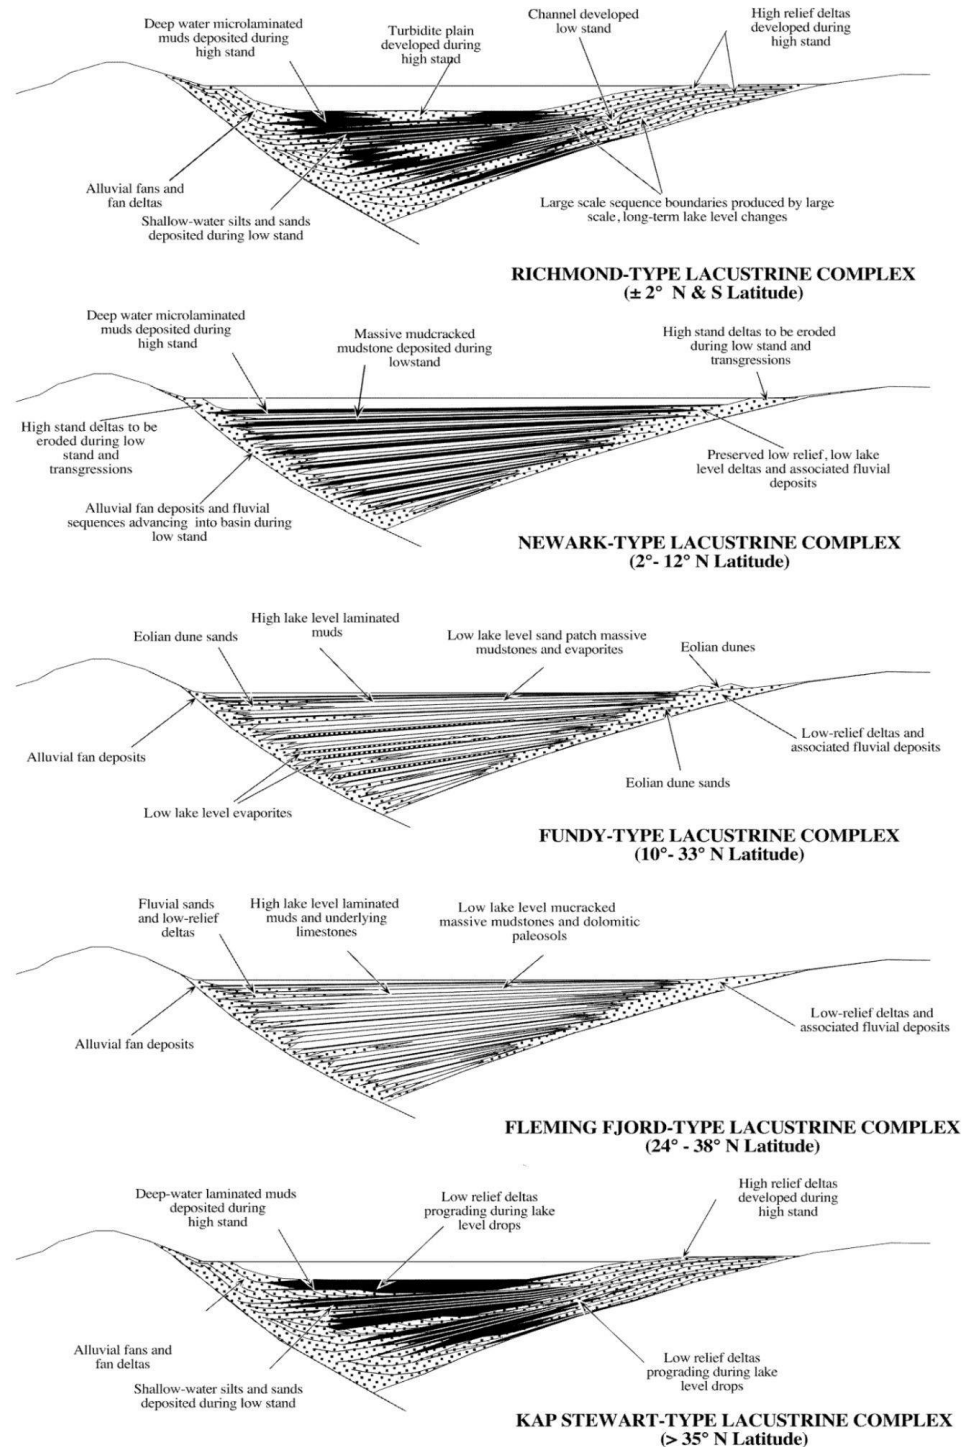 Deep water microlaminated
muds deposited during
high stand
Turbidite plain
developed during
high stand
Channel developed
low stand
High relief deltas
developed during
high stand
Alluvial fans and
fan deltas
Shallow-water silts and sands
deposited during low stand
Large scale sequence boundaries produced by large
scale, long-term lake level changes
RICHMOND-TYPE LACUSTRINE COMPLEX
(± 2° N & S Latitude)
Deep water microlaminated
muds deposited during
high stand
Massive mudcracked
mudstone deposited during
lowstand
High stand deltas to be eroded
during low stand and
transgressions
High stand deltas to be
eroded during low
stand and
transgressions
Preserved low relief, low lake
level deltas and associated fluvial
deposits
Alluvial fan deposits and fluvial
sequences advancing into basin during
low stand
NEWARK-TYPE LACUSTRINE COMPLEX
(2°- 12° N Latitude)
Eolian dune sands
High lake level laminated
muds
Low lake level sand patch massive
mudstones and evaporites
Eolian dunes
Alluvial fan deposits
Low-relief deltas and
associated fluvial deposits
Eolian dune sands
Low lake level evaporites
FUNDY-TYPE LACUSTRINE COMPLEX
(10°- 33° N Latitude)
Fluvial sands
and low-relief
deltas
High lake level laminated
muds and underlying
limestones
Low lake level mucracked
massive mudstones and dolomitic
paleosols
Alluvial fan deposits
Low-relief deltas and
associated fluvial deposits
FLEMING FJORD-TYPE LACUSTRINE COMPLEX
(24° - 38° N Latitude)
Deep-water laminated muds
deposited during
high stand
Low relief deltas
prograding during lake
level drops
High relief deltas
developed during
high stand
Alluvial fans and
fan deltas
Shallow-water silts and sands
deposited during low stand
Low relief deltas
prograding during lake
level drops
KAP STEWART-TYPE LACUSTRINE COMPLEX
(> 35° N Latitude)